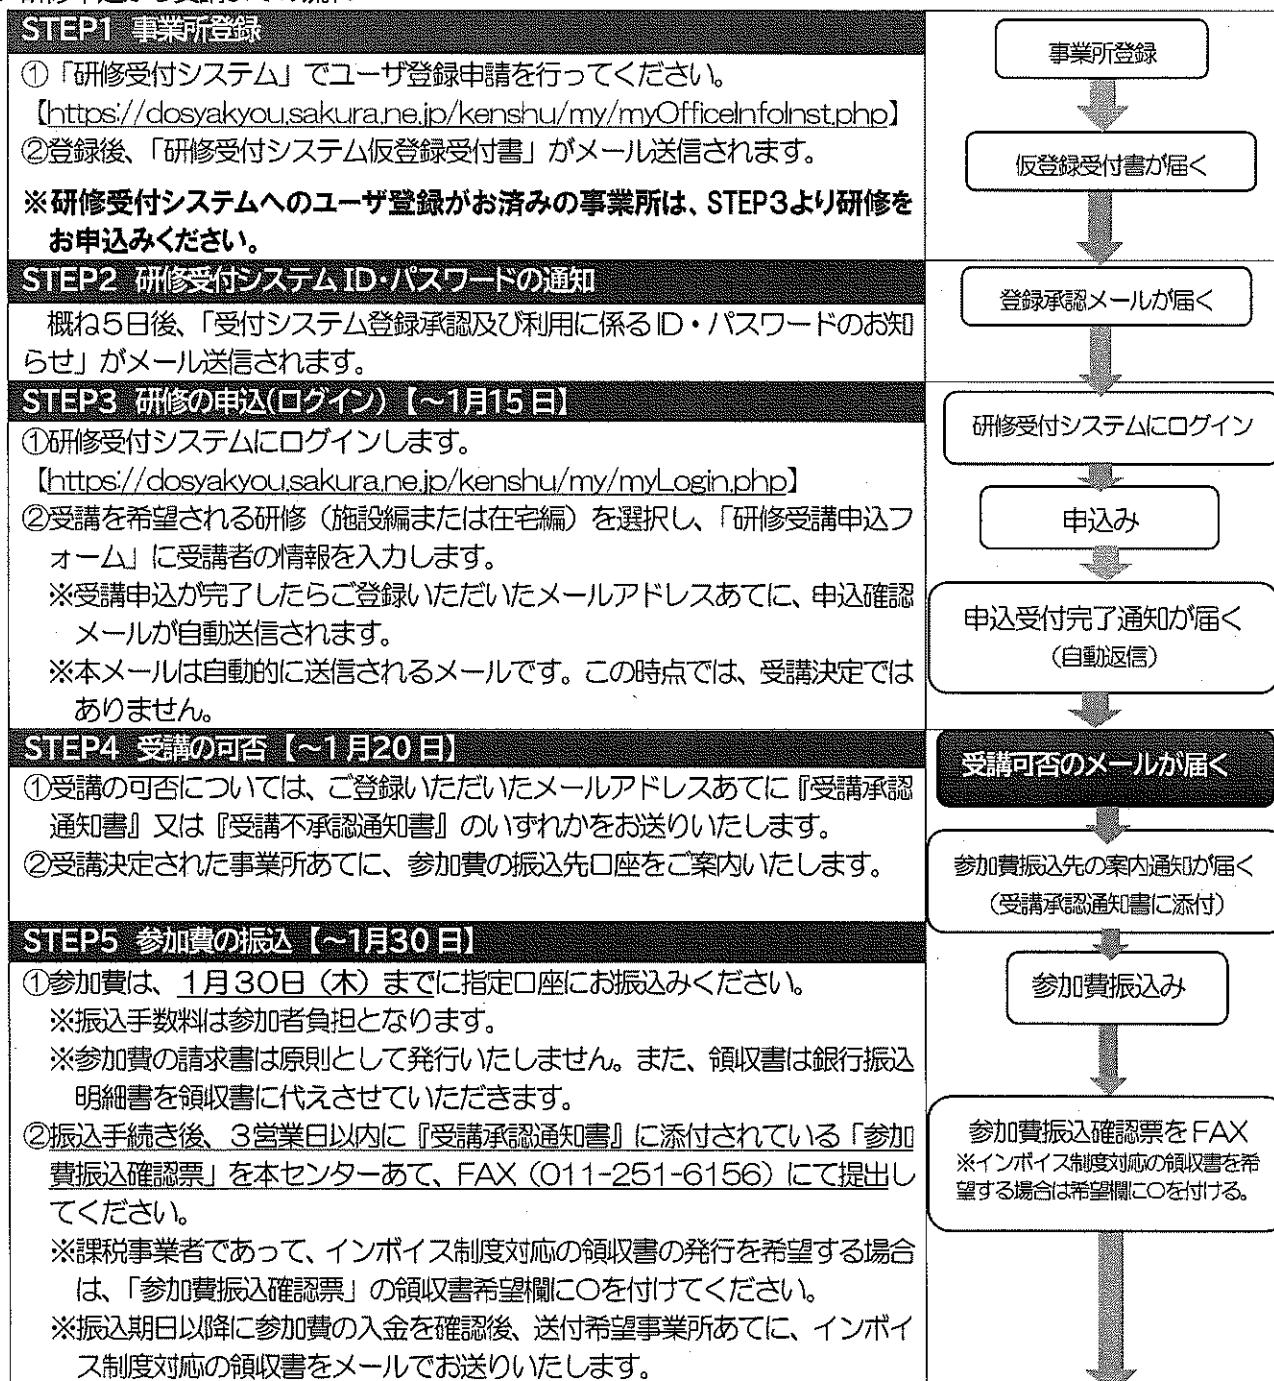 STEP1 事業所登録
①「研修受付システム」でユーザ登録申請を行ってください。
【https://dosyakyou.sakura.ne.jp/kenshu/my/myOfficeInfoInst.php】
②登録後、「研修受付システム仮登録受付書」がメール送信されます。
※研修受付システムへのユーザ登録がお済みの事業所は、STEP3より研修を
お申込みください。
STEP2 研修受付システムID・パスワードの通知
概ね5日後、「受付システム登録承認及び利用に係るID・パスワードのお知
らせ」がメール送信されます。
STEP3 研修の申込(ログイン)【~1月15日】
①研修受付システムにログインします。
【https://dosyakyou.sakura.ne.jp/kenshu/my/myLogin.php】
②受講を希望される研修(施設編または在宅編)を選択し、「研修受講申込フ
ォーム」に受講者の情報を入力します。
※受講申込が完了したらご登録いただいたメールアドレスあてに、申込確認
メールが自動送信されます。
※本メールは自動的に送信されるメールです。この時点では、受講決定では
ありません。
STEP4 受講の可否【~1月20日】
①受講の可否については、ご登録いただいたメールアドレスあてに『受講承認
通知書』又は『受講不承認通知書』のいずれかをお送りいたします。
②受講決定された事業所あてに、参加費の振込先口座をご案内いたします。
STEP5 参加費の振込【~1月30日】
①参加費は、1月30日(木)までに指定口座にお振込みください。
※振込手数料は参加者負担となります。
※参加費の請求書は原則として発行いたしません。また、領収書は銀行振込
明細書を領収書に代えさせていただきます。
②振込手続き後、3営業日以内に『受講承認通知書』に添付されている「参加
費振込確認票」を本センターあて、FAX(011-251-6156)にて提出し
てください。
※課税事業者であって、インボイス制度対応の領収書の発行を希望する場合
は、「参加費振込確認票」の領収書希望欄に○を付けてください。
※振込期日以降に参加費の入金を確認後、送付希望事業所あてに、インボイ
ス制度対応の領収書をメールでお送りいたします。
事業所登録
仮登録受付書が届く
登録承認メールが届く
研修受付システムにログイン
申込み
申込受付完了通知が届く
(自動返信)
受講可否のメールが届く
参加費振込先の案内通知が届く
(受講承認通知書に添付)
参加費振込み
参加費振込確認票をFAX
※インボイス制度対応の領収書を希
望する場合は希望欄に○を付ける。